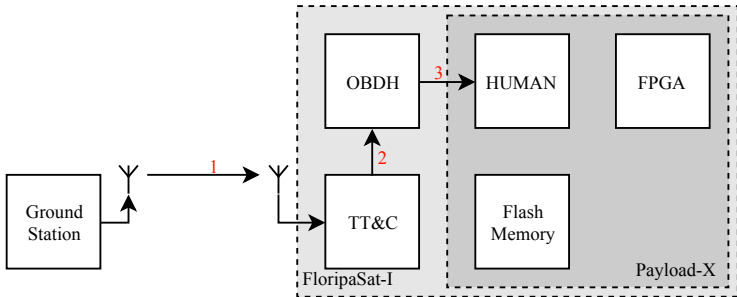 OBDH
3
HUMAN
FPGA
1
2
Ground
Station
TT&C
Flash
Memory
FloripaSat-I
Payload-X